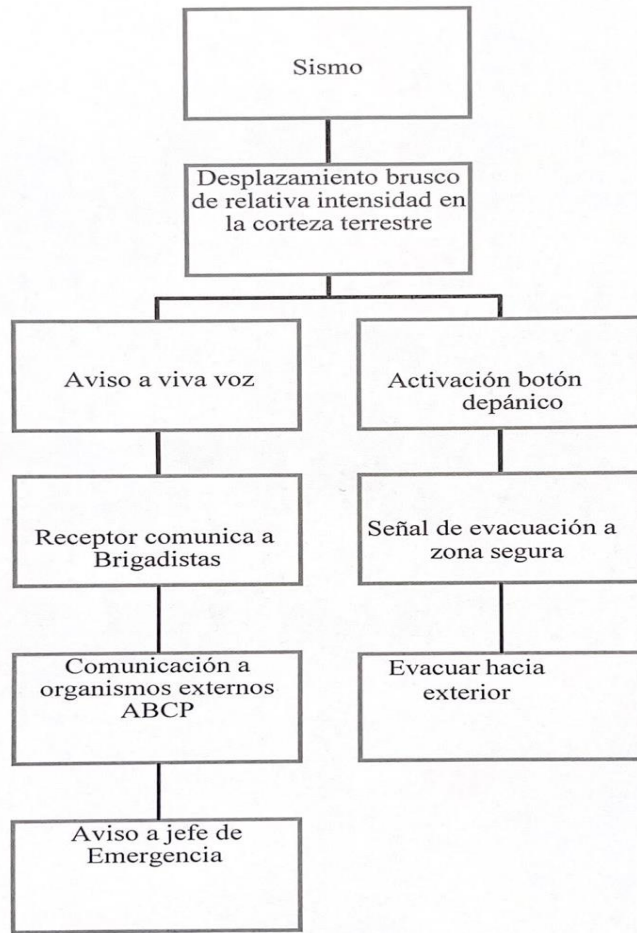 Sismo
Desplazamiento brusco
de relativa intensidad en
la corteza terrestre
Aviso a viva voz
Activación botón
depánico
Receptor comunica a
Brigadistas
Señal de evacuación a
zona segura
Comunicación a
organismos externos
ABCP
Evacuar hacia
exterior
Aviso a jefe de
Emergencia